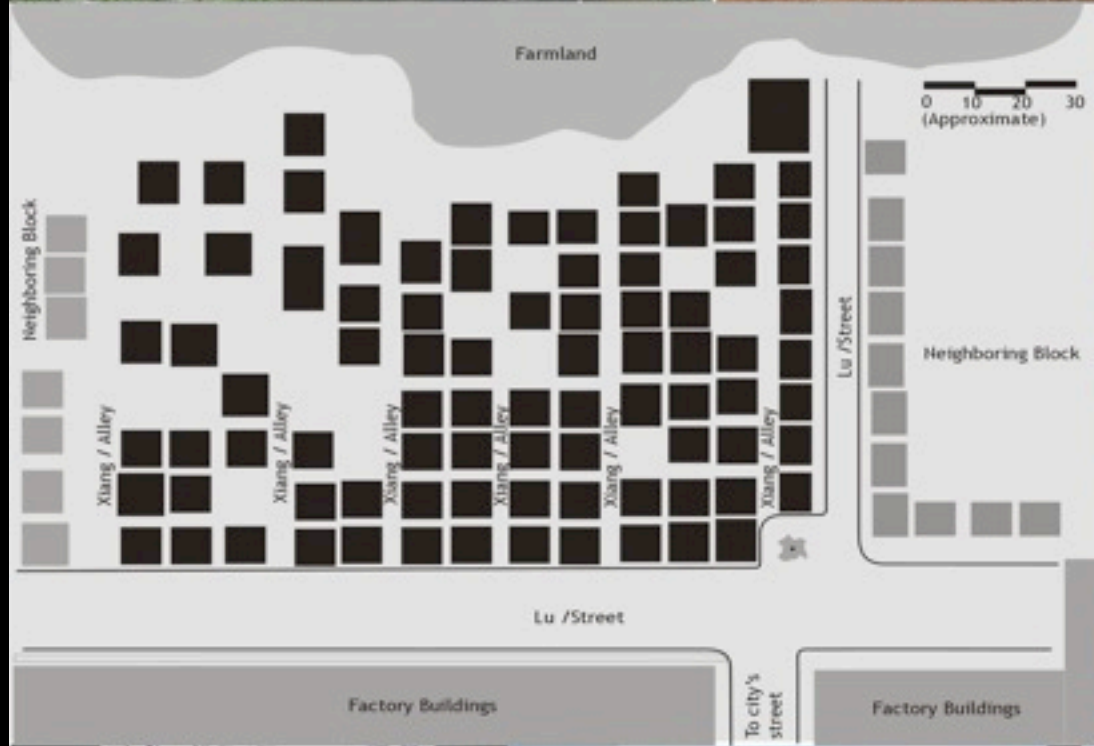 Farmland
0 10 20 30
(Approximate)
Neighboring Block
Lu /Street
Neighboring Block
Xiang / Alley
Xiang / Alley
Xiang / Alley
Xiang / Alley
Xiang / Alley
Xiang / Alley
Lu /Street
Factory Buildings
To city's
street
Factory Buildings